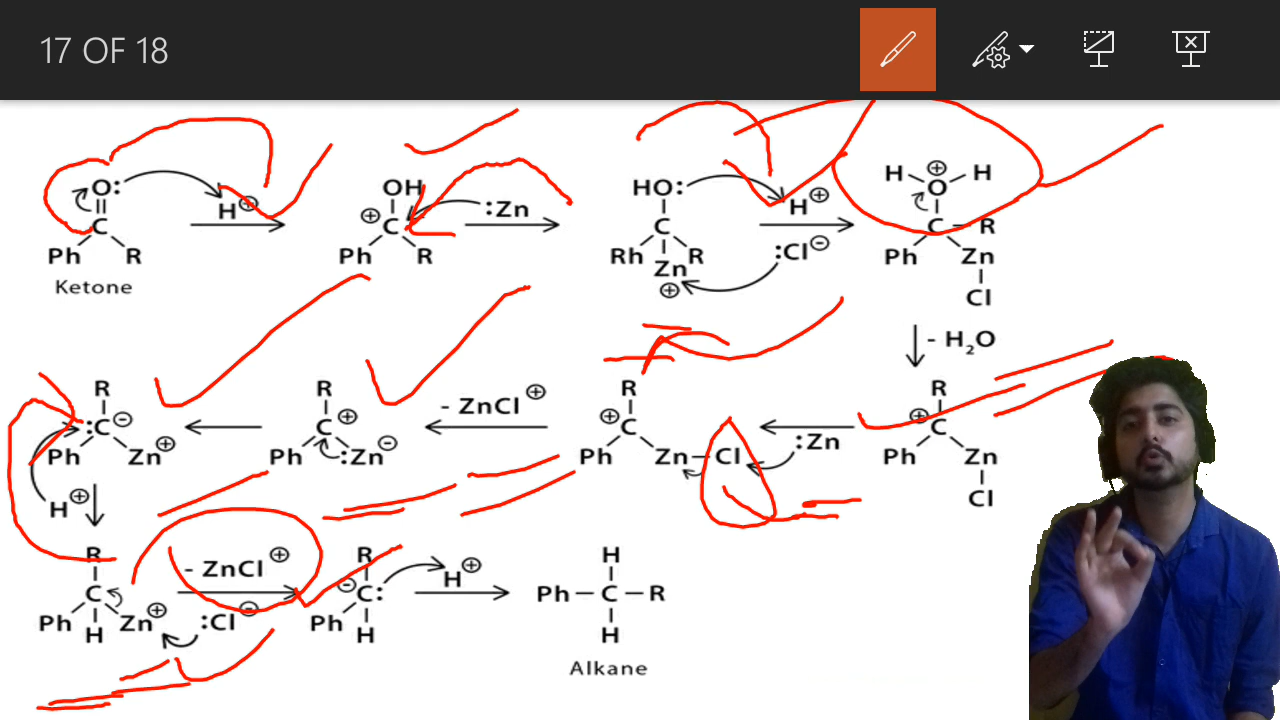 17 OF 18
O:
||
C
Ph R
H⊕
Ketone
OH
⊕ C
Ph R
:Zn
HO:
C
Rh R
Zn
⊕
H⊕
:Cl⊖
H O⊕ H
C R
Ph Zn
Cl
- H₂O
R
:C⊖
Ph Zn⊕
H⊕
R
C⊕
Ph :Zn⊖
- ZnCl⊕
R
⊕ C
Ph Zn–Cl
:Zn
R
⊕ C
Ph Zn
Cl
R
C
Ph H Zn⊕
- ZnCl⊕
:Cl⊖
R
⊖ C:
Ph H
H⊕
H
Ph–C–R
H
Alkane